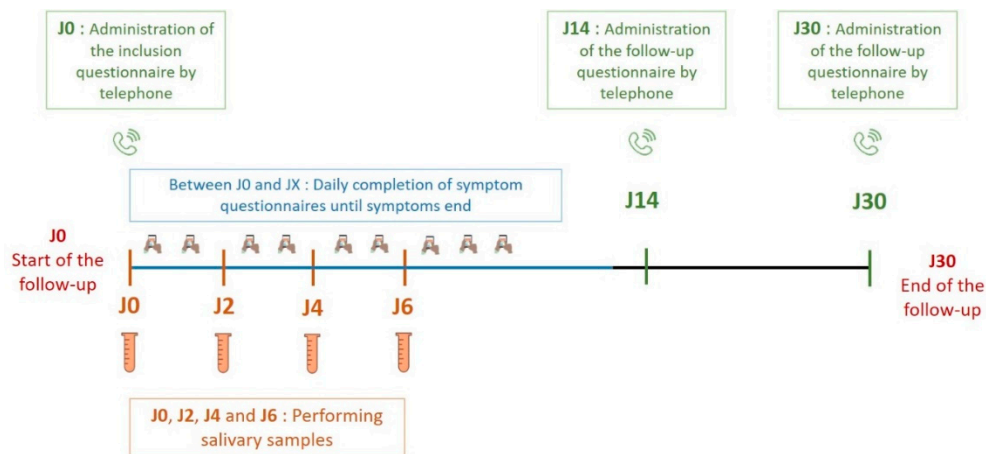 J0 : Administration of
the inclusion
questionnaire by
telephone
J14 : Administration
of the follow-up
questionnaire by
telephone
J30 : Administration
of the follow-up
questionnaire by
telephone
Between J0 and JX : Daily completion of symptom
questionnaires until symptoms end
J14
J30
J0
Start of the
follow-up
J30
End of the
follow-up
J0
J2
J4
J6
J0, J2, J4 and J6 : Performing
salivary samples